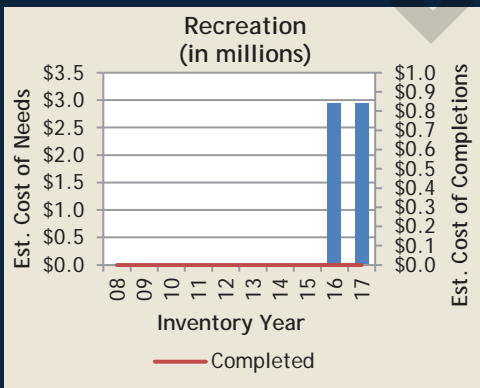 Recreation
(in millions)
Est. Cost of Needs
$3.5
$3.0
$2.5
$2.0
$1.5
$1.0
$0.5
$0.0
$1.0
$0.9
$0.8
$0.7
$0.6
$0.5
$0.4
$0.3
$0.2
$0.1
$0.0
Est. Cost of Completions
08 09 10 11 12 13 14 15 16 17
Inventory Year
Completed